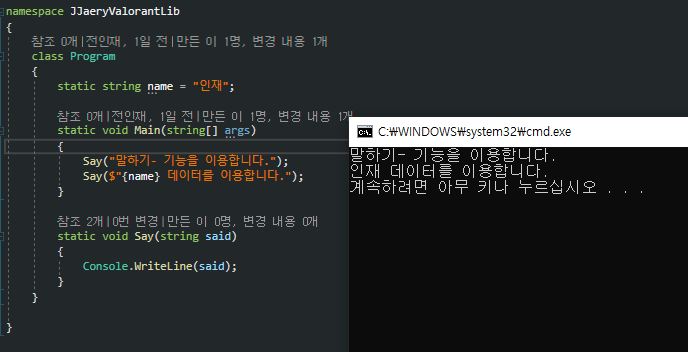 namespace JJaeryValorantLib
{
참조 0개|전인재, 1일 전|만든 이 1명, 변경 내용 1개
class Program
{
static string name = "인재";
참조 0개|전인재, 1일 전|만든 이 1명, 변경 내용 1개
static void Main(string[] args)
{
Say("말하기- 기능을 이용합니다.");
Say($"{name} 데이터를 이용합니다.");
}
참조 2개|0번 변경|만든 이 0명, 변경 내용 0개
static void Say(string said)
{
Console.WriteLine(said);
}
}
}
C:\WINDOWS\system32\cmd.exe
말하기- 기능을 이용합니다.
인재 데이터를 이용합니다.
계속하려면 아무 키나 누르십시오 . . .